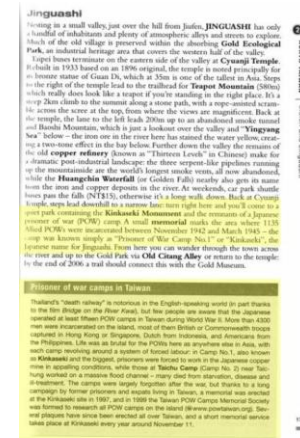 Jinguashi
Nesting in a small valley, just over the hill from Jiufen, JINGUASHI has only
a handful of inhabitants and plenty of atmospheric alleys and streets to explore.
Much of the old village is preserved within the absorbing Gold Ecological
Park, an industrial heritage area that covers the western half of the valley.
Taipei buses terminate on the eastern side of the valley at Cyuanji Temple.
Rebuilt in 1933 based on an 1896 original, the temple is noted principally for
its bronze statue of Guan Di, which at 35m is one of the tallest in Asia. Steps
to the right of the temple lead to the trailhead for Teapot Mountain (580m)
which really does look like a teapot if you're standing in the right place. It's a
steep 2km climb to the summit along a stone path, with a rope-assisted
across the scree at the top, from where the views are magnificent. Back at
the temple, the lane to the left leads 200m up to an abandoned mine tunnel
and Baoshi Mountain, which is just a lookout over the valley and "Yingyang
Sea" below – the iron ore in the river here has stained the water yellow, creat-
ing a two-tone effect in the bay below. Further down the valley the remains of
the old copper refinery (known as "Thirteen Levels" in Chinese) make for
a dramatic post-industrial landscape: the three serpent-like pipelines running
up the mountainside are the world's longest smoke vents, all now abandoned,
while the Huangchin Waterfall (or Golden Falls) nearby also gets its name
from the iron and copper deposits in the river. At weekends, car park shuttle
buses pass the falls (NT$15), otherwise it's a long walk down. Back at Cyuanji
Temple, steps lead downhill to a narrow lane: turn right here and you'll come to a
quiet park containing the Kinkaseki Monument and the remnants of a Japanese
prisoner of war (POW) camp. A small memorial marks the area where 1135
Allied POWs were incarcerated between November 1942 and March 1945 – the
camp was known simply as "Prisoner of War Camp No.1" or "Kinkaseki", the
Japanese name for Jinguashi. From here you can wander through the town across
the river and up to the Gold Park via Old Citang Alley or return to the temple:
by the end of 2006 a trail should connect this with the Gold Museum.
Prisoner of war camps in Taiwan
Thailand's "death railway" is notorious in the English-speaking world (in part thanks
to the film Bridge on the River Kwai), but few people are aware that the Japanese
operated at least fifteen POW camps in Taiwan during World War II. More than 4300
men were incarcerated on the island, most of them British or Commonwealth troops
captured in Hong Kong or Singapore, Dutch from Indonesia, and Americans from
the Philippines. Life was as brutal for the POWs here as anywhere else in Asia, with
each camp revolving around a system of forced labour: in Camp No.1, also known
as Kinkaseki and the biggest, prisoners were forced to work in the Japanese copper
mine in appalling conditions, while those at Taichu Camp (Camp No. 2) near Taic-
hung worked on a massive flood channel – many died from starvation, disease and
ill-treatment. The camps were largely forgotten after the war, but thanks to a long
campaign by former prisoners and expats living in Taiwan, a memorial was erected
at the Kinkaseki site in 1997, and in 1999 the Taiwan POW Camps Memorial Society
was formed to research all POW camps on the island (www.powtaiwan.org). Sev-
eral plaques have since been erected all over Taiwan, and a short memorial service
takes place at Kinkaseki every year around November 11.